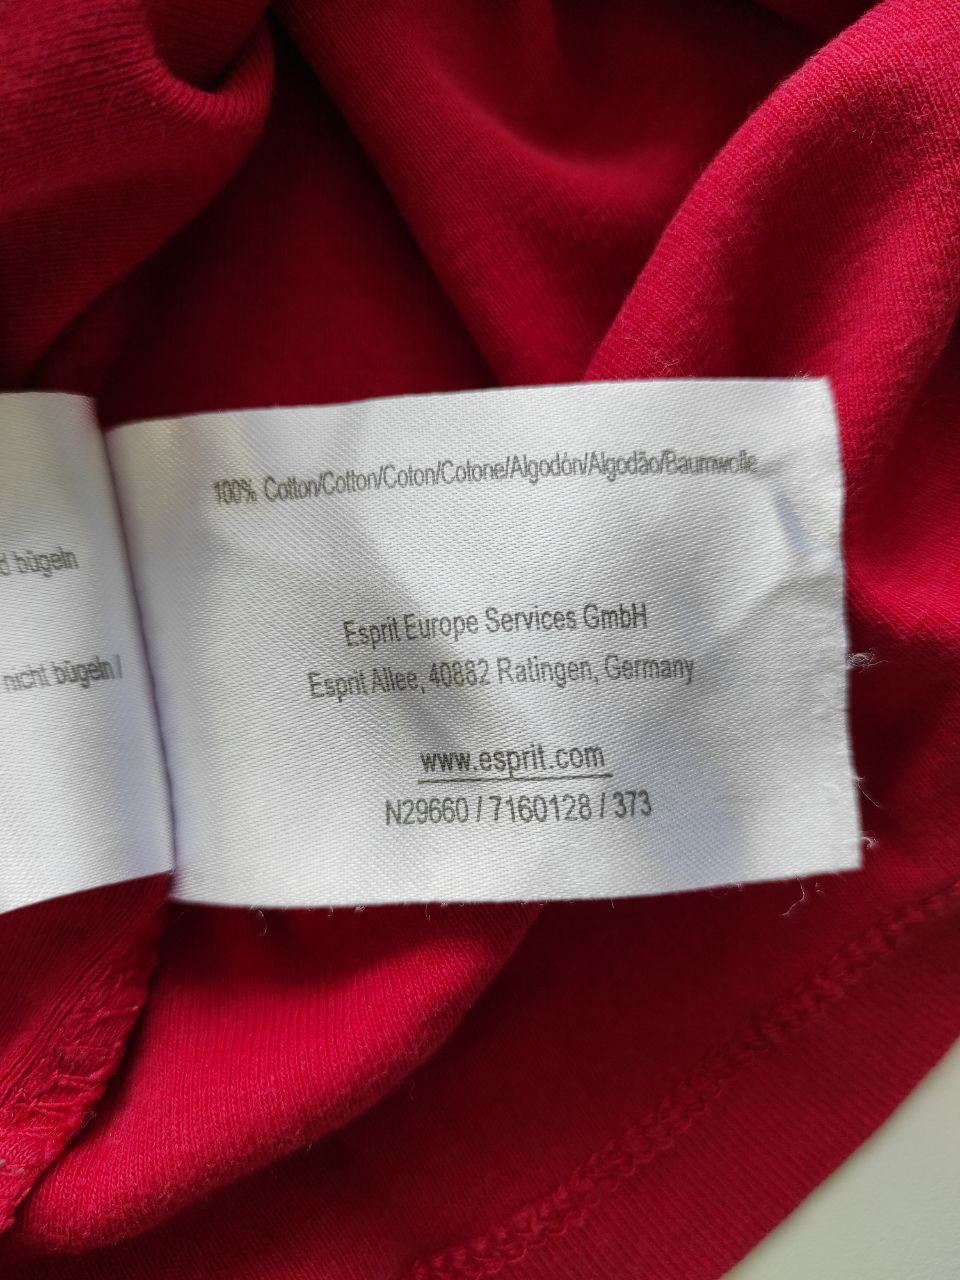 d bügeln
nicht bügeln /
100% Cotton/Cotton/Coton/Cotone/Algodón/Algodão/Baumwolle
Esprit Europe Services GmbH
Esprit Allee, 40882 Ratingen, Germany
www.esprit.com
N29660 / 7160128 / 373